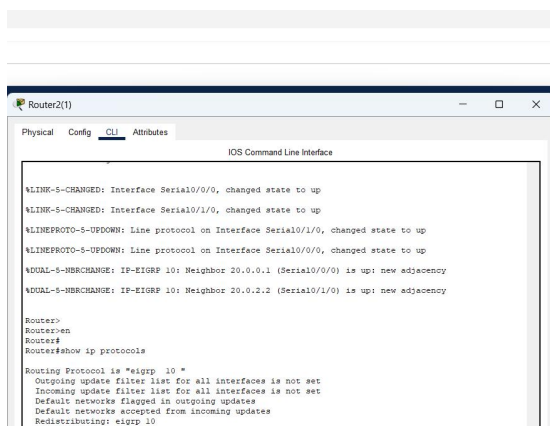 Router2(1)
Physical Config CLI Attributes
IOS Command Line Interface
%LINK-5-CHANGED: Interface Serial0/0/0, changed state to up
%LINK-5-CHANGED: Interface Serial0/1/0, changed state to up
%LINEPROTO-5-UPDOWN: Line protocol on Interface Serial0/1/0, changed state to up
%LINEPROTO-5-UPDOWN: Line protocol on Interface Serial0/0/0, changed state to up
%DUAL-5-NBRCHANGE: IP-EIGRP 10: Neighbor 20.0.0.1 (Serial0/0/0) is up: new adjacency
%DUAL-5-NBRCHANGE: IP-EIGRP 10: Neighbor 20.0.2.2 (Serial0/1/0) is up: new adjacency
Router>
Router>en
Router#
Router#show ip protocols
Routing Protocol is "eigrp 10 "
Outgoing update filter list for all interfaces is not set
Incoming update filter list for all interfaces is not set
Default networks flagged in outgoing updates
Default networks accepted from incoming updates
Redistributing: eigrp 10